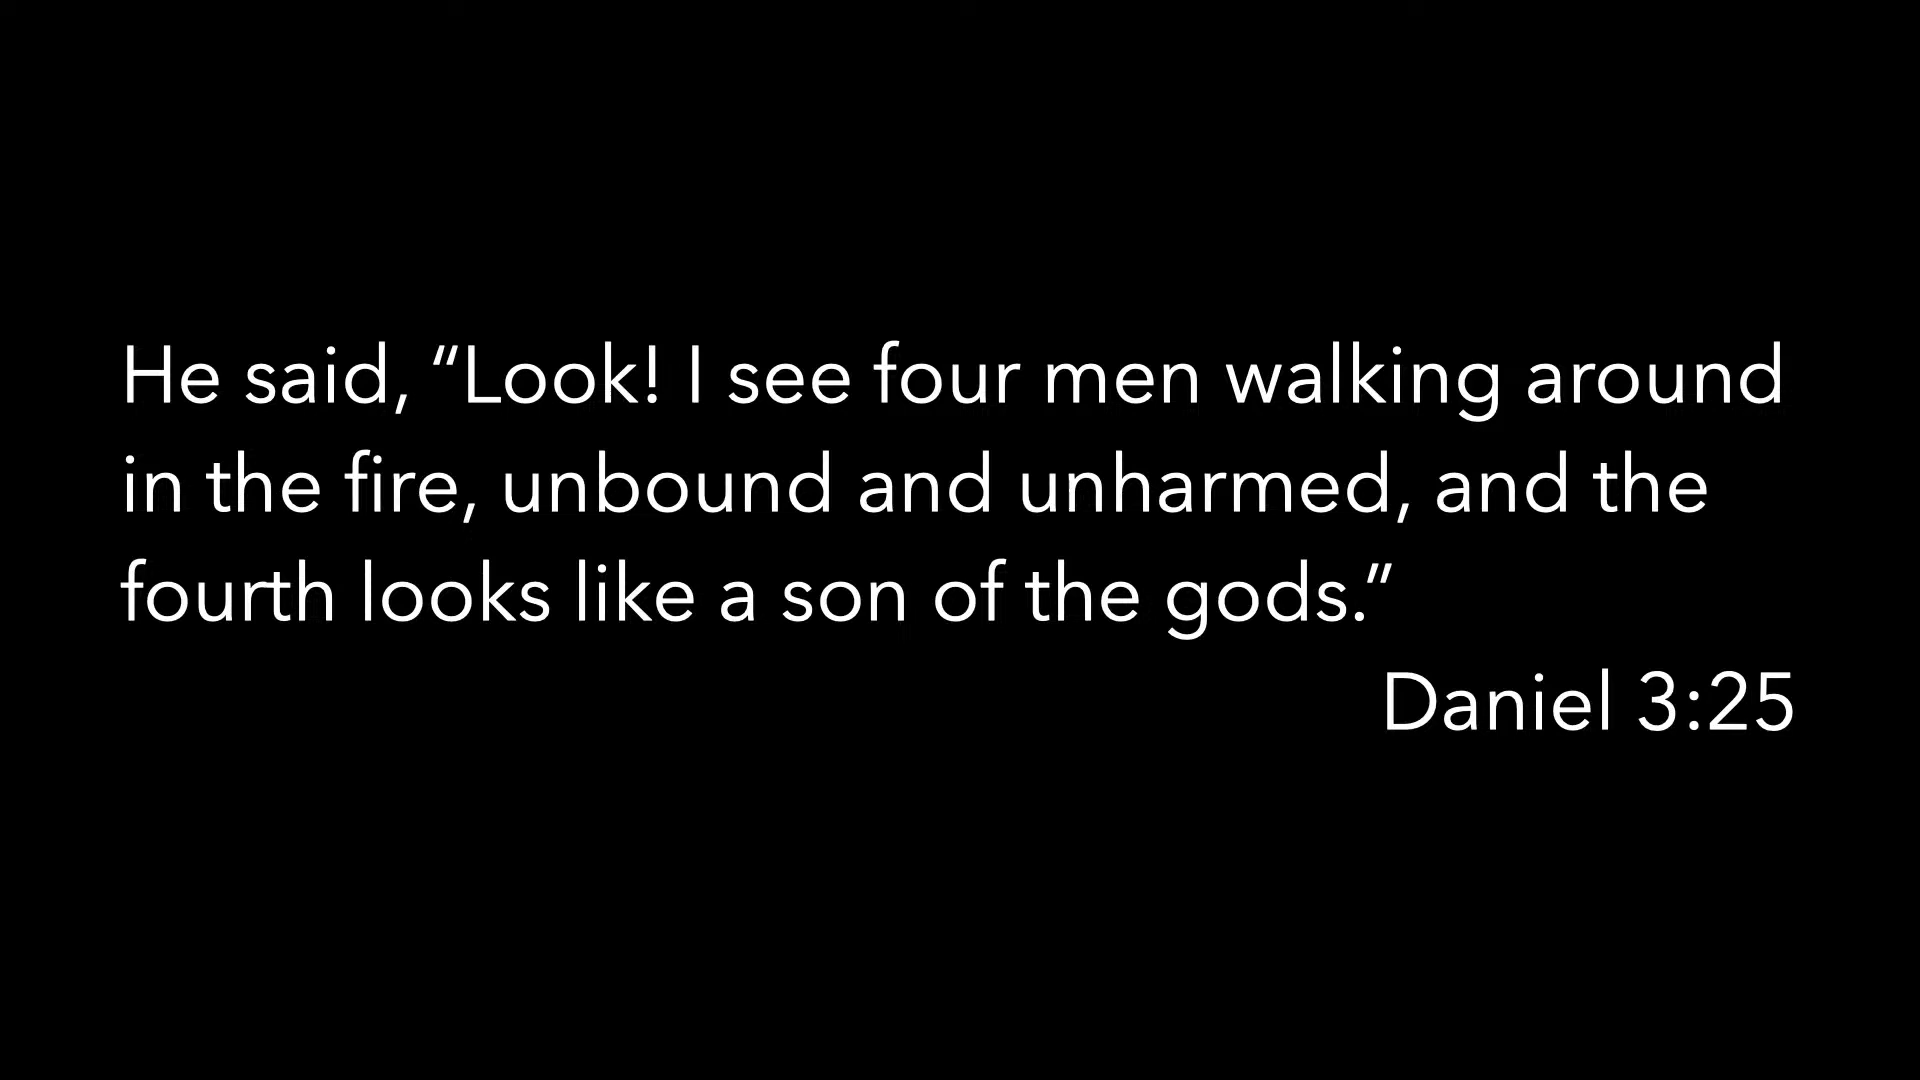 He said, “Look! I see four men walking around
in the fire, unbound and unharmed, and the
fourth looks like a son of the gods.”
Daniel 3:25